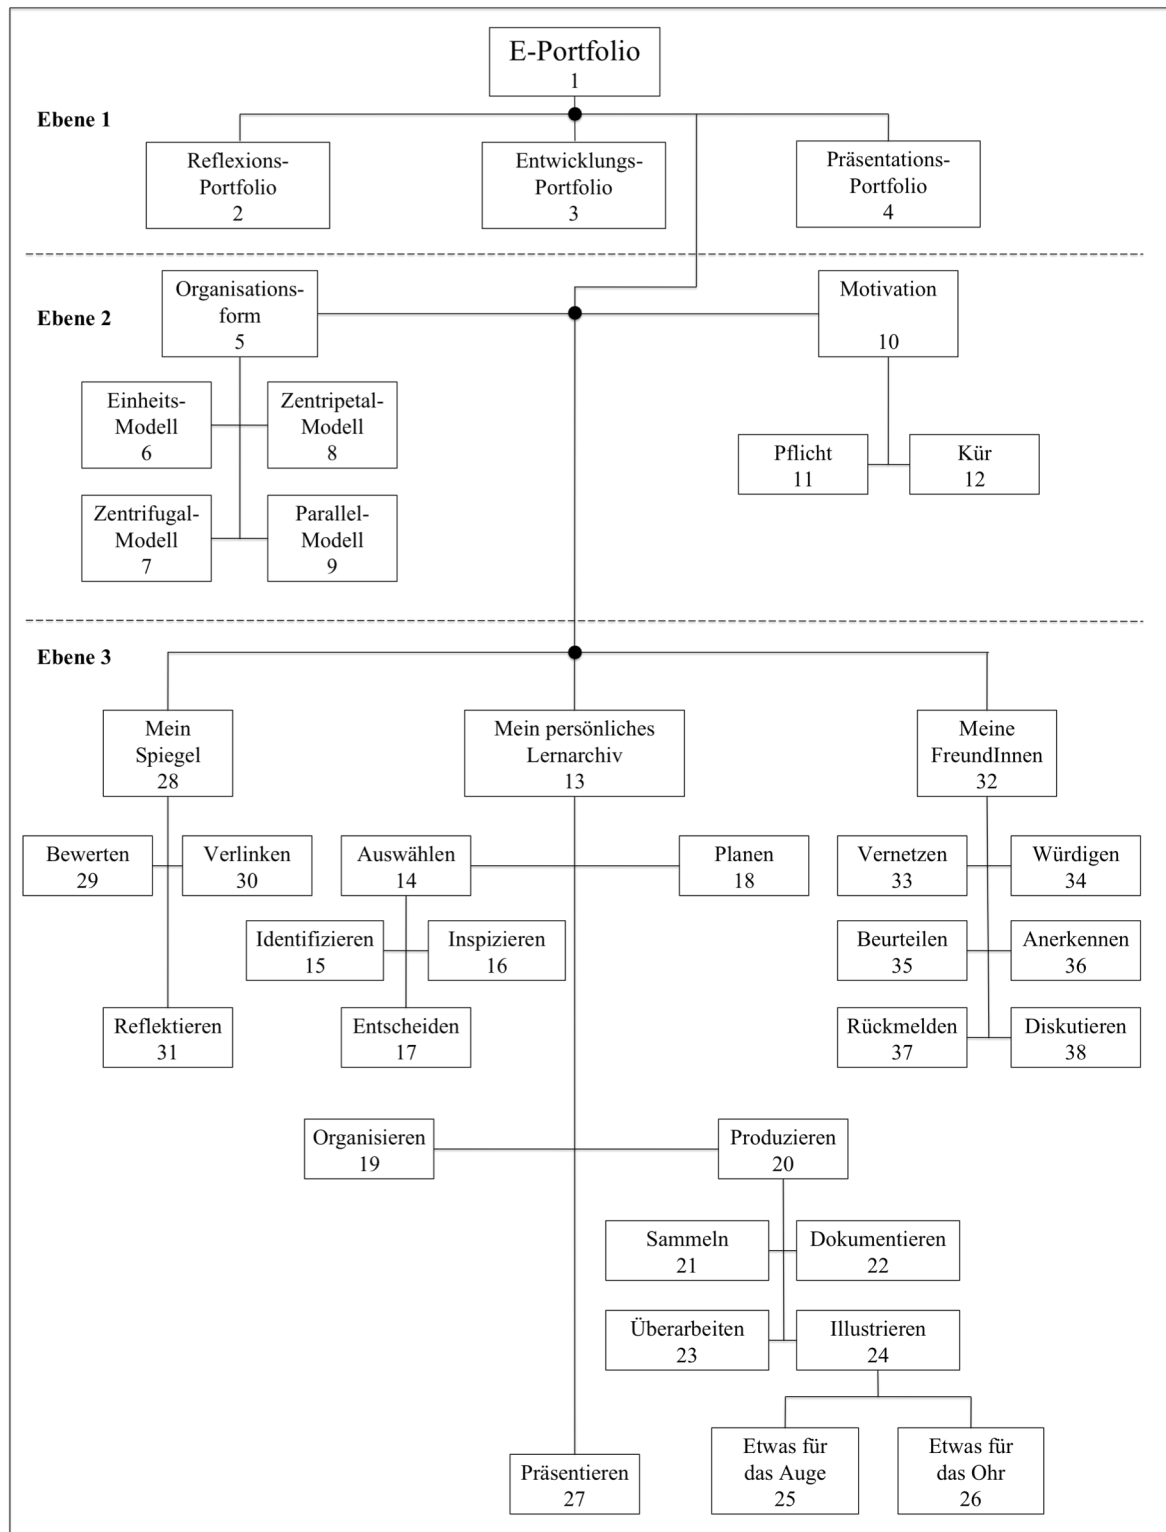 E-Portfolio
1
Ebene 1
Reflexions-
Portfolio
2
Entwicklungs-
Portfolio
3
Präsentations-
Portfolio
4
Ebene 2
Organisations-
form
5
Motivation
10
Einheits-
Modell
6
Zentripetal-
Modell
8
Pflicht
11
Kür
12
Zentrifugal-
Modell
7
Parallel-
Modell
9
Ebene 3
Mein
Spiegel
28
Mein persönliches
Lernarchiv
13
Meine
FreundInnen
32
Bewerten
29
Verlinken
30
Auswählen
14
Planen
18
Vernetzen
33
Würdigen
34
Identifizieren
15
Inspizieren
16
Beurteilen
35
Anerkennen
36
Reflektieren
31
Entscheiden
17
Rückmelden
37
Diskutieren
38
Organisieren
19
Produzieren
20
Sammeln
21
Dokumentieren
22
Überarbeiten
23
Illustrieren
24
Präsentieren
27
Etwas für
das Auge
25
Etwas für
das Ohr
26